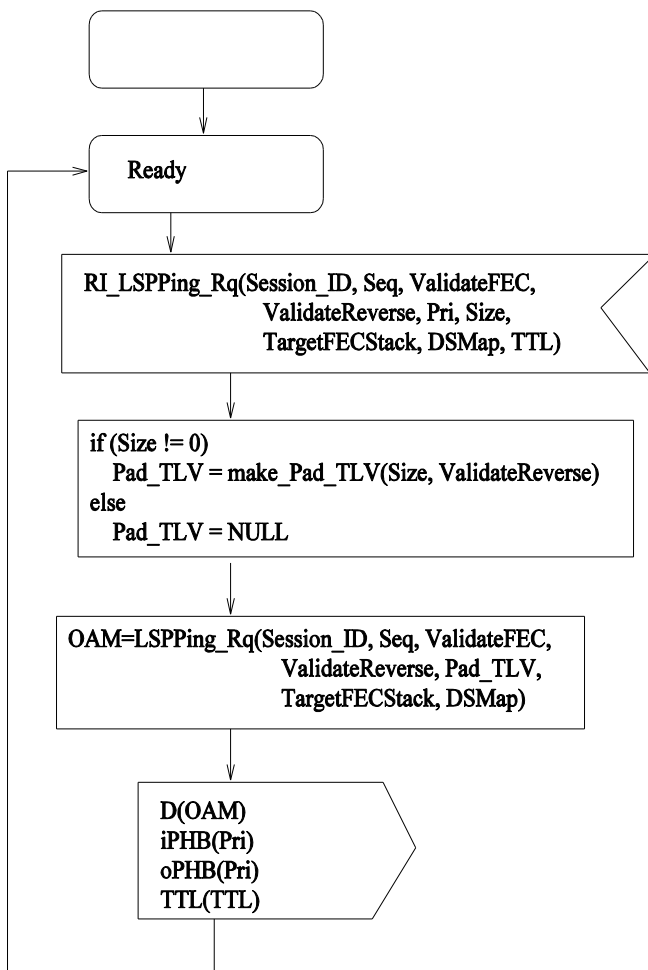 Ready
RI_LSPPing_Rq(Session_ID, Seq, ValidateFEC,
ValidateReverse, Pri, Size,
TargetFECStack, DSMap, TTL)
if (Size != 0)
Pad_TLV = make_Pad_TLV(Size, ValidateReverse)
else
Pad_TLV = NULL
OAM=LSPPing_Rq(Session_ID, Seq, ValidateFEC,
ValidateReverse, Pad_TLV,
TargetFECStack, DSMap)
D(OAM)
iPHB(Pri)
oPHB(Pri)
TTL(TTL)